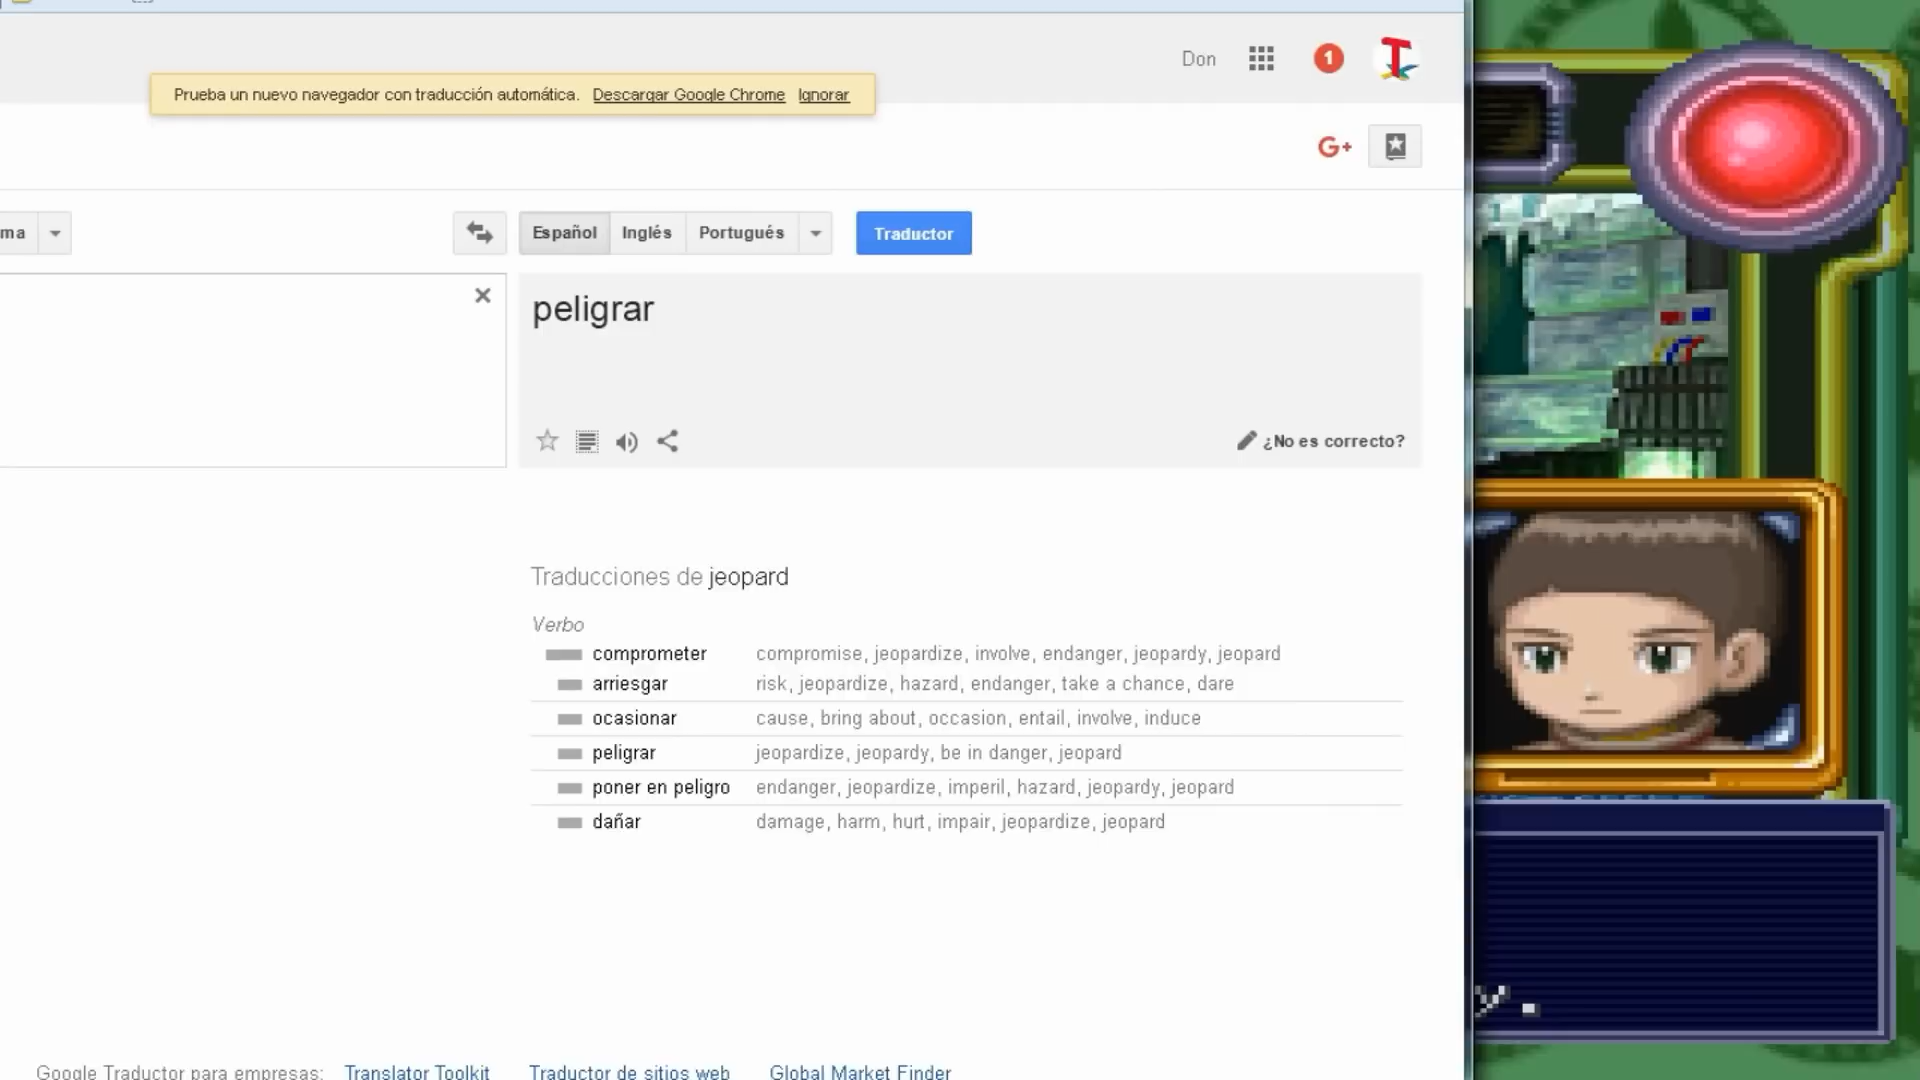 Don
1
Prueba un nuevo navegador con traducción automática. Descargar Google Chrome Ignorar
G+
ma
Español Inglés Portugués Traductor
peligrar
¿No es correcto?
Traducciones de jeopard
Verbo
comprometer compromise, jeopardize, involve, endanger, jeopardy, jeopard
arriesgar risk, jeopardize, hazard, endanger, take a chance, dare
ocasionar cause, bring about, occasion, entail, involve, induce
peligrar jeopardize, jeopardy, be in danger, jeopard
poner en peligro endanger, jeopardize, imperil, hazard, jeopardy, jeopard
dañar damage, harm, hurt, impair, jeopardize, jeopard
y.
Google Traductor para empresas: Translator Toolkit Traductor de sitios web Global Market Finder